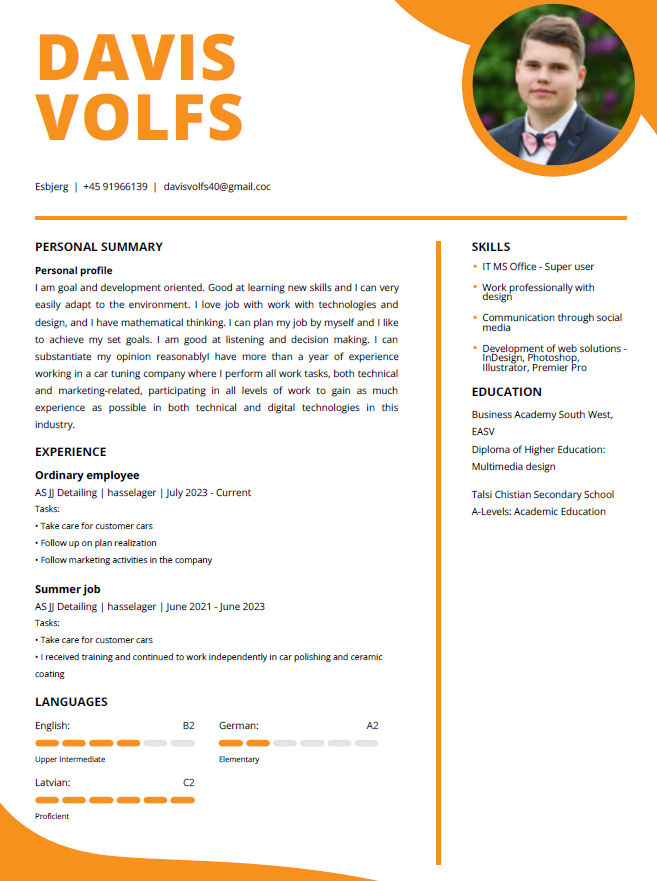 DAVIS
VOLFS
Esbjerg | +45 91966139 | davisvolfs40@gmail.coc
PERSONAL SUMMARY
Personal profile
I am goal and development oriented. Good at learning new skills and I can very
easily adapt to the environment. I love job with work with technologies and
design, and I have mathematical thinking. I can plan my job by myself and I like
to achieve my set goals. I am good at listening and decision making. I can
substantiate my opinion reasonablyI have more than a year of experience
working in a car tuning company where I perform all work tasks, both technical
and marketing-related, participating in all levels of work to gain as much
experience as possible in both technical and digital technologies in this
industry.
EXPERIENCE
Ordinary employee
AS JJ Detailing | hasselager | July 2023 - Current
Tasks:
• Take care for customer cars
• Follow up on plan realization
• Follow marketing activities in the company
Summer job
AS JJ Detailing | hasselager | June 2021 - June 2023
Tasks:
• Take care for customer cars
• I received training and continued to work independently in car polishing and ceramic
coating
LANGUAGES
English: B2
Upper Intermediate
German: A2
Elementary
Latvian: C2
Proficient
SKILLS
• IT MS Office - Super user
• Work professionally with
design
• Communication through social
media
• Development of web solutions -
InDesign, Photoshop,
Illustrator, Premier Pro
EDUCATION
Business Academy South West,
EASV
Diploma of Higher Education:
Multimedia design
Talsi Chistian Secondary School
A-Levels: Academic Education